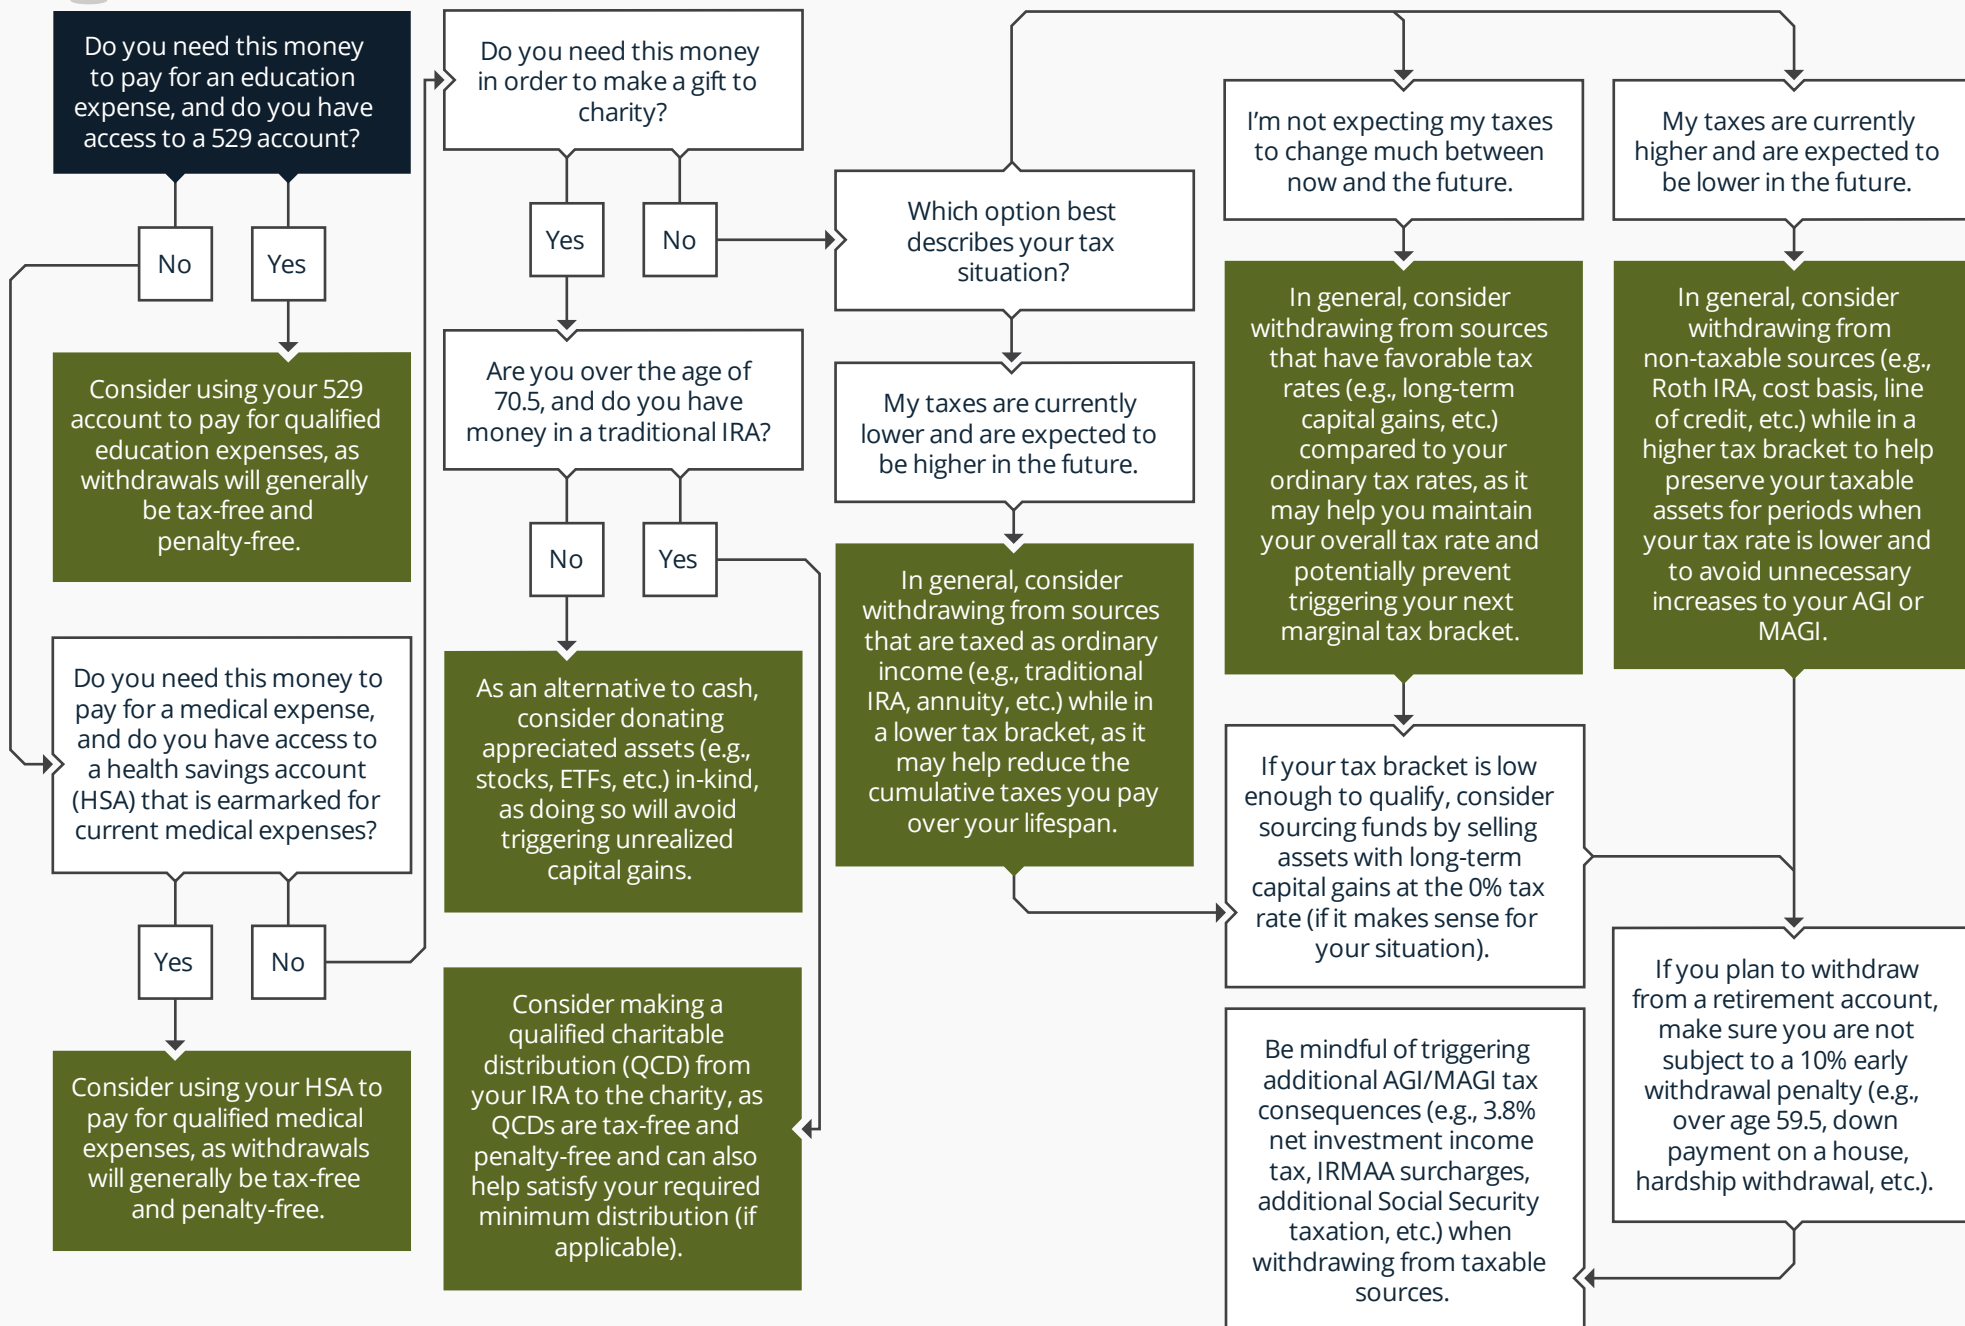 Do you need this money
to pay for an education
expense, and do you have
access to a 529 account?
No
Yes
Consider using your 529
account to pay for qualified
education expenses, as
withdrawals will generally
be tax-free and
penalty-free.
Do you need this money to
pay for a medical expense,
and do you have access to
a health savings account
(HSA) that is earmarked for
current medical expenses?
Yes
No
Consider using your HSA to
pay for qualified medical
expenses, as withdrawals
will generally be tax-free
and penalty-free.
Do you need this money
in order to make a gift to
charity?
Yes
No
Are you over the age of
70.5, and do you have
money in a traditional IRA?
No
Yes
As an alternative to cash,
consider donating
appreciated assets (e.g.,
stocks, ETFs, etc.) in-kind,
as doing so will avoid
triggering unrealized
capital gains.
Consider making a
qualified charitable
distribution (QCD) from
your IRA to the charity, as
QCDs are tax-free and
penalty-free and can also
help satisfy your required
minimum distribution (if
applicable).
Which option best
describes your tax
situation?
My taxes are currently
lower and are expected to
be higher in the future.
In general, consider
withdrawing from sources
that are taxed as ordinary
income (e.g., traditional
IRA, annuity, etc.) while in
a lower tax bracket, as it
may help reduce the
cumulative taxes you pay
over your lifespan.
I'm not expecting my taxes
to change much between
now and the future.
In general, consider
withdrawing from sources
that have favorable tax
rates (e.g., long-term
capital gains, etc.)
compared to your
ordinary tax rates, as it
may help you maintain
your overall tax rate and
potentially prevent
triggering your next
marginal tax bracket.
If your tax bracket is low
enough to qualify, consider
sourcing funds by selling
assets with long-term
capital gains at the 0% tax
rate (if it makes sense for
your situation).
Be mindful of triggering
additional AGI/MAGI tax
consequences (e.g., 3.8%
net investment income
tax, IRMAA surcharges,
additional Social Security
taxation, etc.) when
withdrawing from taxable
sources.
My taxes are currently
higher and are expected to
be lower in the future.
In general, consider
withdrawing from
non-taxable sources (e.g.,
Roth IRA, cost basis, line
of credit, etc.) while in a
higher tax bracket to help
preserve your taxable
assets for periods when
your tax rate is lower and
to avoid unnecessary
increases to your AGI or
MAGI.
If you plan to withdraw
from a retirement account,
make sure you are not
subject to a 10% early
withdrawal penalty (e.g.,
over age 59.5, down
payment on a house,
hardship withdrawal, etc.).